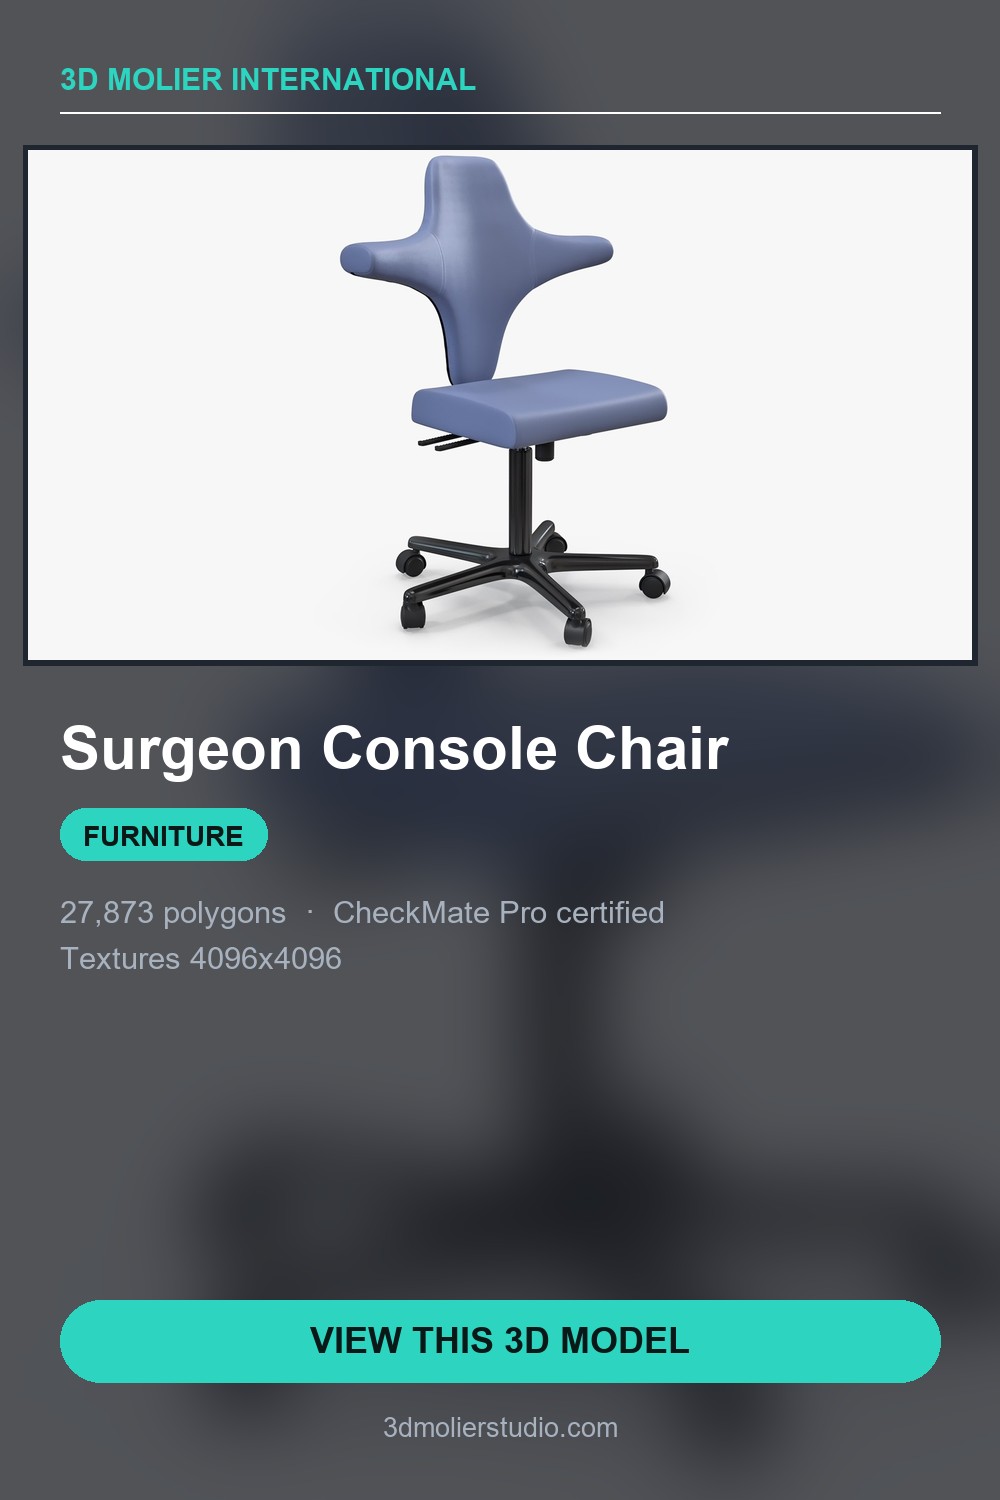 3D MOLIER INTERNATIONAL
Surgeon Console Chair
FURNITURE
27,873 polygons · CheckMate Pro certified
Textures 4096x4096
VIEW THIS 3D MODEL
3dmolierstudio.com